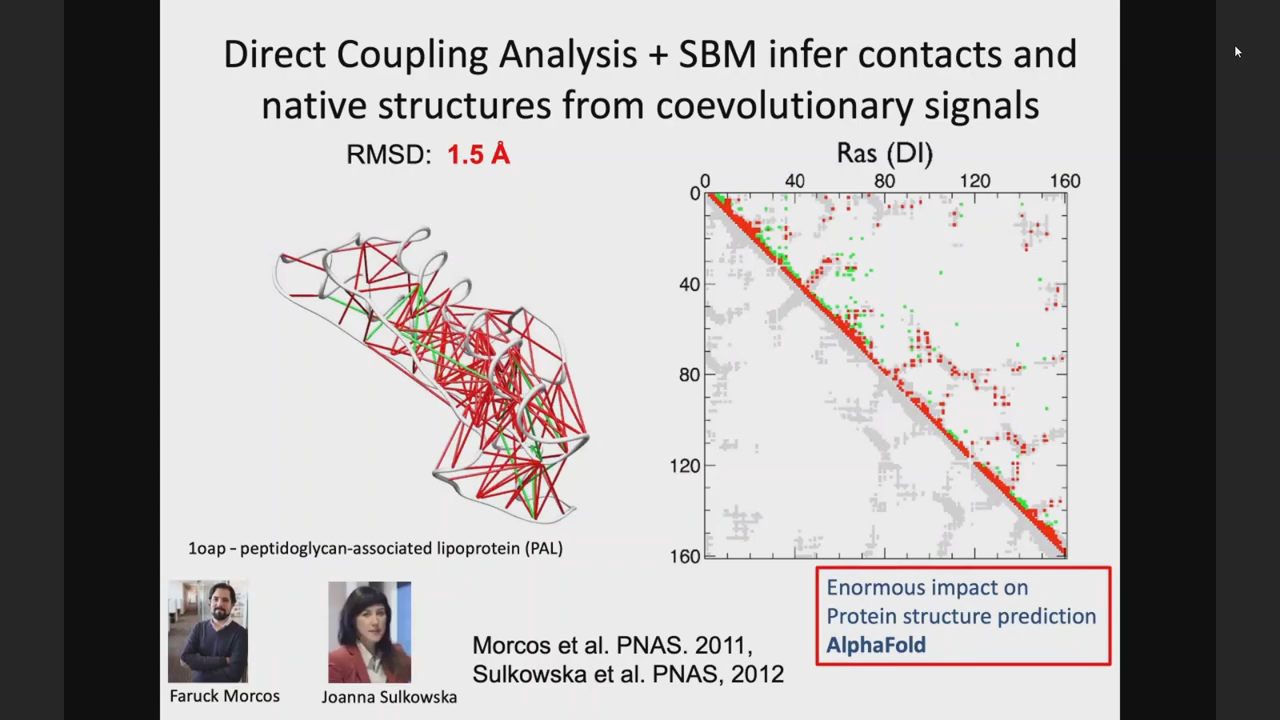 Direct Coupling Analysis + SBM infer contacts and
native structures from coevolutionary signals
RMSD: 1.5 Å
Ras (DI)
0 40 80 120 160
0
40
80
120
160
1oap - peptidoglycan-associated lipoprotein (PAL)
Enormous impact on
Protein structure prediction
AlphaFold
Morcos et al. PNAS. 2011,
Sulkowska et al. PNAS, 2012
Faruck Morcos
Joanna Sulkowska